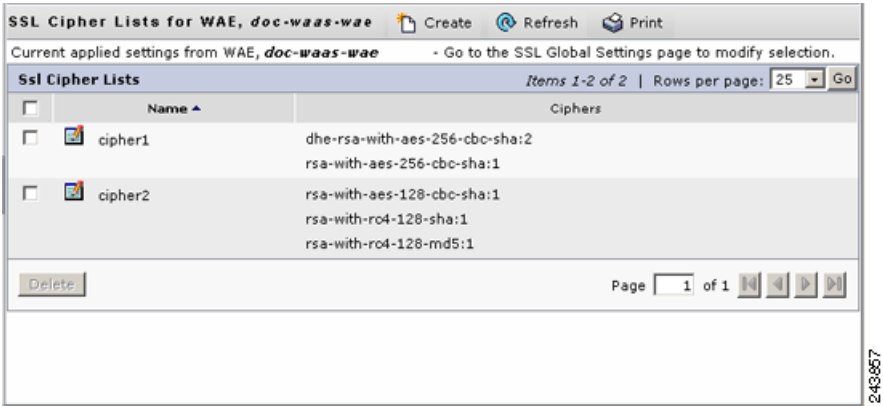 SSL Cipher Lists for WAE, doc-waas-wae Create Refresh Print
Current applied settings from WAE, doc-waas-wae - Go to the SSL Global Settings page to modify selection.
Ssl Cipher Lists Items 1-2 of 2 | Rows per page: 25 Go
Name Ciphers
cipher1 dhe-rsa-with-aes-256-cbc-sha:2
rsa-with-aes-256-cbc-sha:1
cipher2 rsa-with-aes-128-cbc-sha:1
rsa-with-rc4-128-sha:1
rsa-with-rc4-128-md5:1
Delete Page 1 of 1
243857